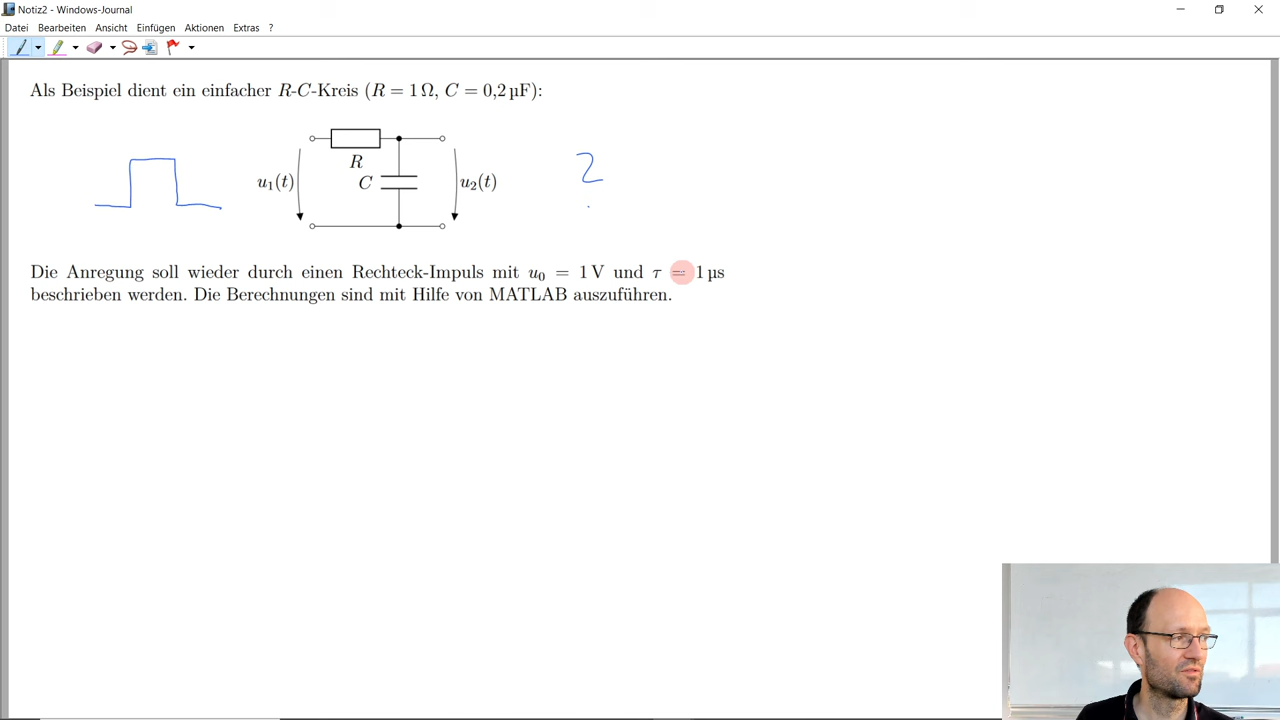 Notiz2 - Windows-Journal
Datei Bearbeiten Ansicht Einfügen Aktionen Extras ?
Als Beispiel dient ein einfacher R-C-Kreis (R = 1 Ω, C = 0,2 µF):
R
u₁(t)
C
u₂(t)
?
Die Anregung soll wieder durch einen Rechteck-Impuls mit u₀ = 1 V und τ = 1 µs
beschrieben werden. Die Berechnungen sind mit Hilfe von MATLAB auszuführen.